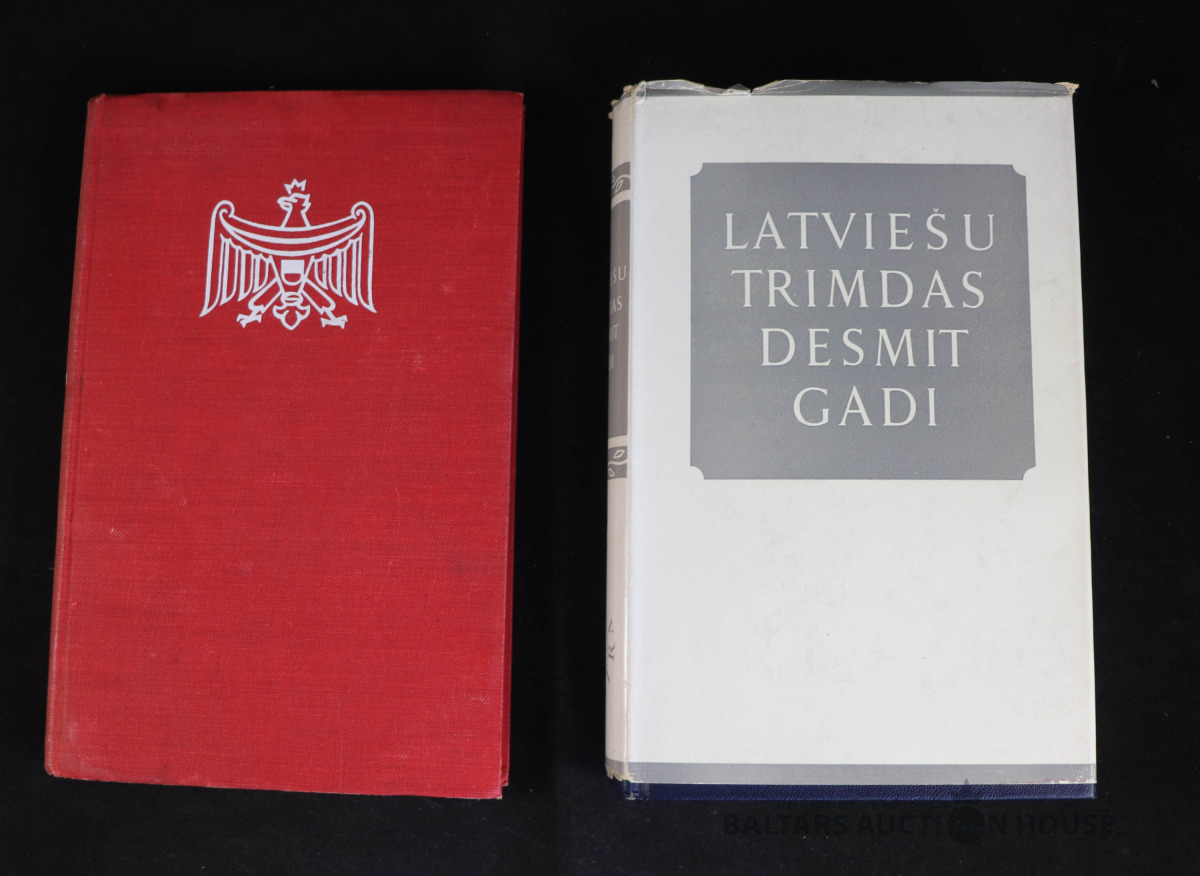 LATVIEŠU
TRIMDAS
DESMIT
GADI
BALTARS AUCTION HOUSE